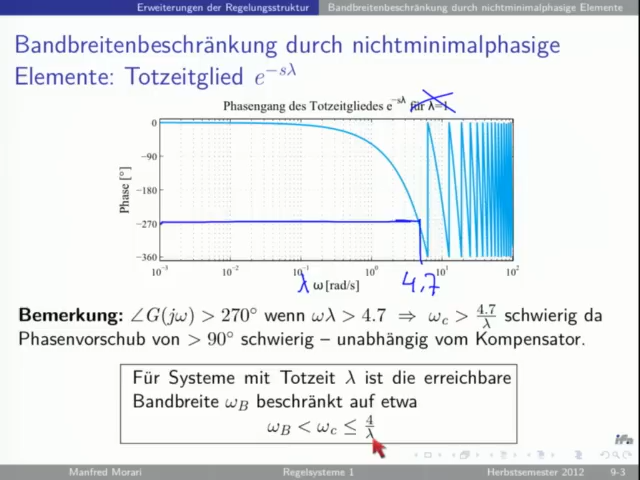 Erweiterungen der Regelungsstruktur Bandbreitenbeschränkung durch nichtminimalphasige Elemente
Bandbreitenbeschränkung durch nichtminimalphasige
Elemente: Totzeitglied e^{−sλ}
Phasengang des Totzeitgliedes e^{-sλ} für λ=1
Phase [°]
0
−90
−180
−270
−360
10^{-3} 10^{-2} 10^{-1} 10^{0} 10^{1} 10^{2}
λ ω [rad/s] 4.7
Bemerkung: ∠G(jω) > 270° wenn ωλ > 4.7 ⇒ ω_c > 4.7/λ schwierig da
Phasenvorschub von > 90° schwierig – unabhängig vom Kompensator.
Für Systeme mit Totzeit λ ist die erreichbare
Bandbreite ω_B beschränkt auf etwa
ω_B < ω_c ≤ 4/λ
ifa
Manfred Morari Regelsysteme 1 Herbstsemester 2012 9-3